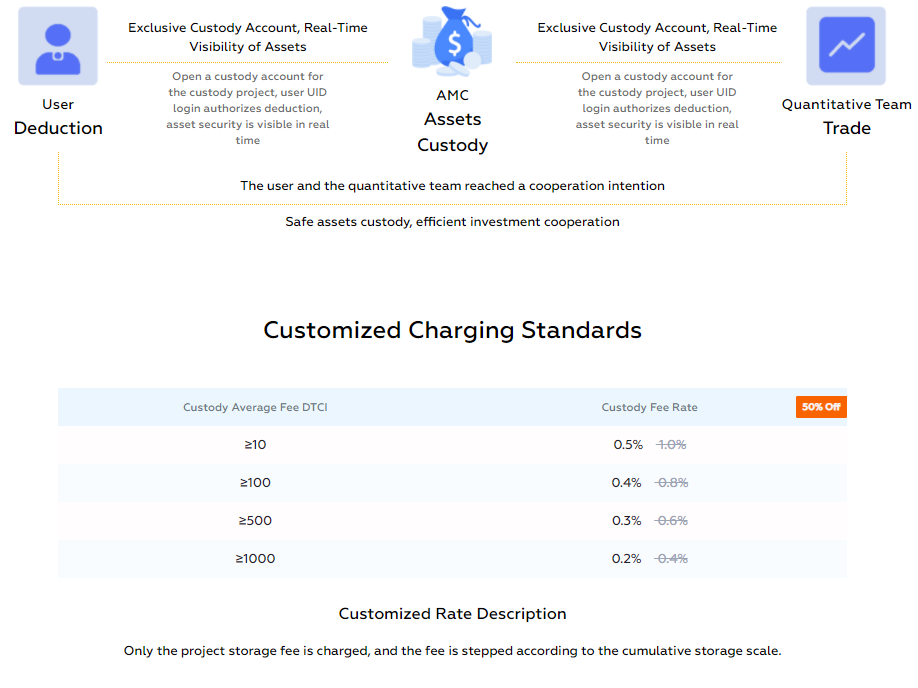 Exclusive Custody Account, Real-Time
Visibility of Assets
Open a custody account for
the custody project, user UID
login authorizes deduction,
asset security is visible in real
time
User
Deduction
$
AMC
Assets
Custody
Exclusive Custody Account, Real-Time
Visibility of Assets
Open a custody account for
the custody project, user UID
login authorizes deduction,
asset security is visible in real
time
Quantitative Team
Trade
The user and the quantitative team reached a cooperation intention
Safe assets custody, efficient investment cooperation
Customized Charging Standards
Custody Average Fee DTCI Custody Fee Rate 50% Off
≥10 0.5% 1.0%
≥100 0.4% 0.8%
≥500 0.3% 0.6%
≥1000 0.2% 0.4%
Customized Rate Description
Only the project storage fee is charged, and the fee is stepped according to the cumulative storage scale.